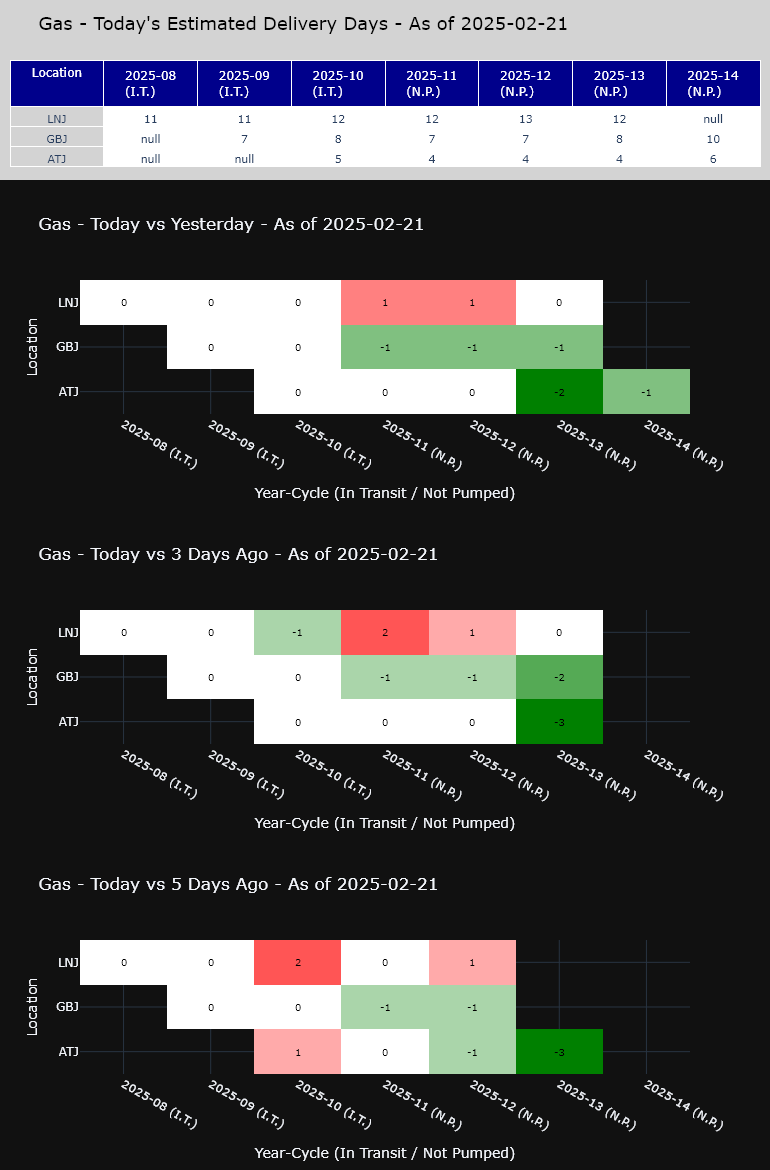 Gas - Today's Estimated Delivery Days - As of 2025-02-21
Location 2025-08 (I.T.) 2025-09 (I.T.) 2025-10 (I.T.) 2025-11 (N.P.) 2025-12 (N.P.) 2025-13 (N.P.) 2025-14 (N.P.)
LNJ 11 11 12 12 13 12 null
GBJ null 7 8 7 7 8 10
ATJ null null 5 4 4 4 6
Gas - Today vs Yesterday - As of 2025-02-21
Location
LNJ 0 0 0 1 1 0
GBJ 0 0 -1 -1 -1
ATJ 0 0 0 -2 -1
2025-08 (I.T.) 2025-09 (I.T.) 2025-10 (I.T.) 2025-11 (N.P.) 2025-12 (N.P.) 2025-13 (N.P.) 2025-14 (N.P.)
Year-Cycle (In Transit / Not Pumped)
Gas - Today vs 3 Days Ago - As of 2025-02-21
Location
LNJ 0 0 -1 2 1 0
GBJ 0 0 -1 -1 -2
ATJ 0 0 0 -3
2025-08 (I.T.) 2025-09 (I.T.) 2025-10 (I.T.) 2025-11 (N.P.) 2025-12 (N.P.) 2025-13 (N.P.) 2025-14 (N.P.)
Year-Cycle (In Transit / Not Pumped)
Gas - Today vs 5 Days Ago - As of 2025-02-21
Location
LNJ 0 0 2 0 1
GBJ 0 0 -1 -1
ATJ 1 0 -1 -3
2025-08 (I.T.) 2025-09 (I.T.) 2025-10 (I.T.) 2025-11 (N.P.) 2025-12 (N.P.) 2025-13 (N.P.) 2025-14 (N.P.)
Year-Cycle (In Transit / Not Pumped)